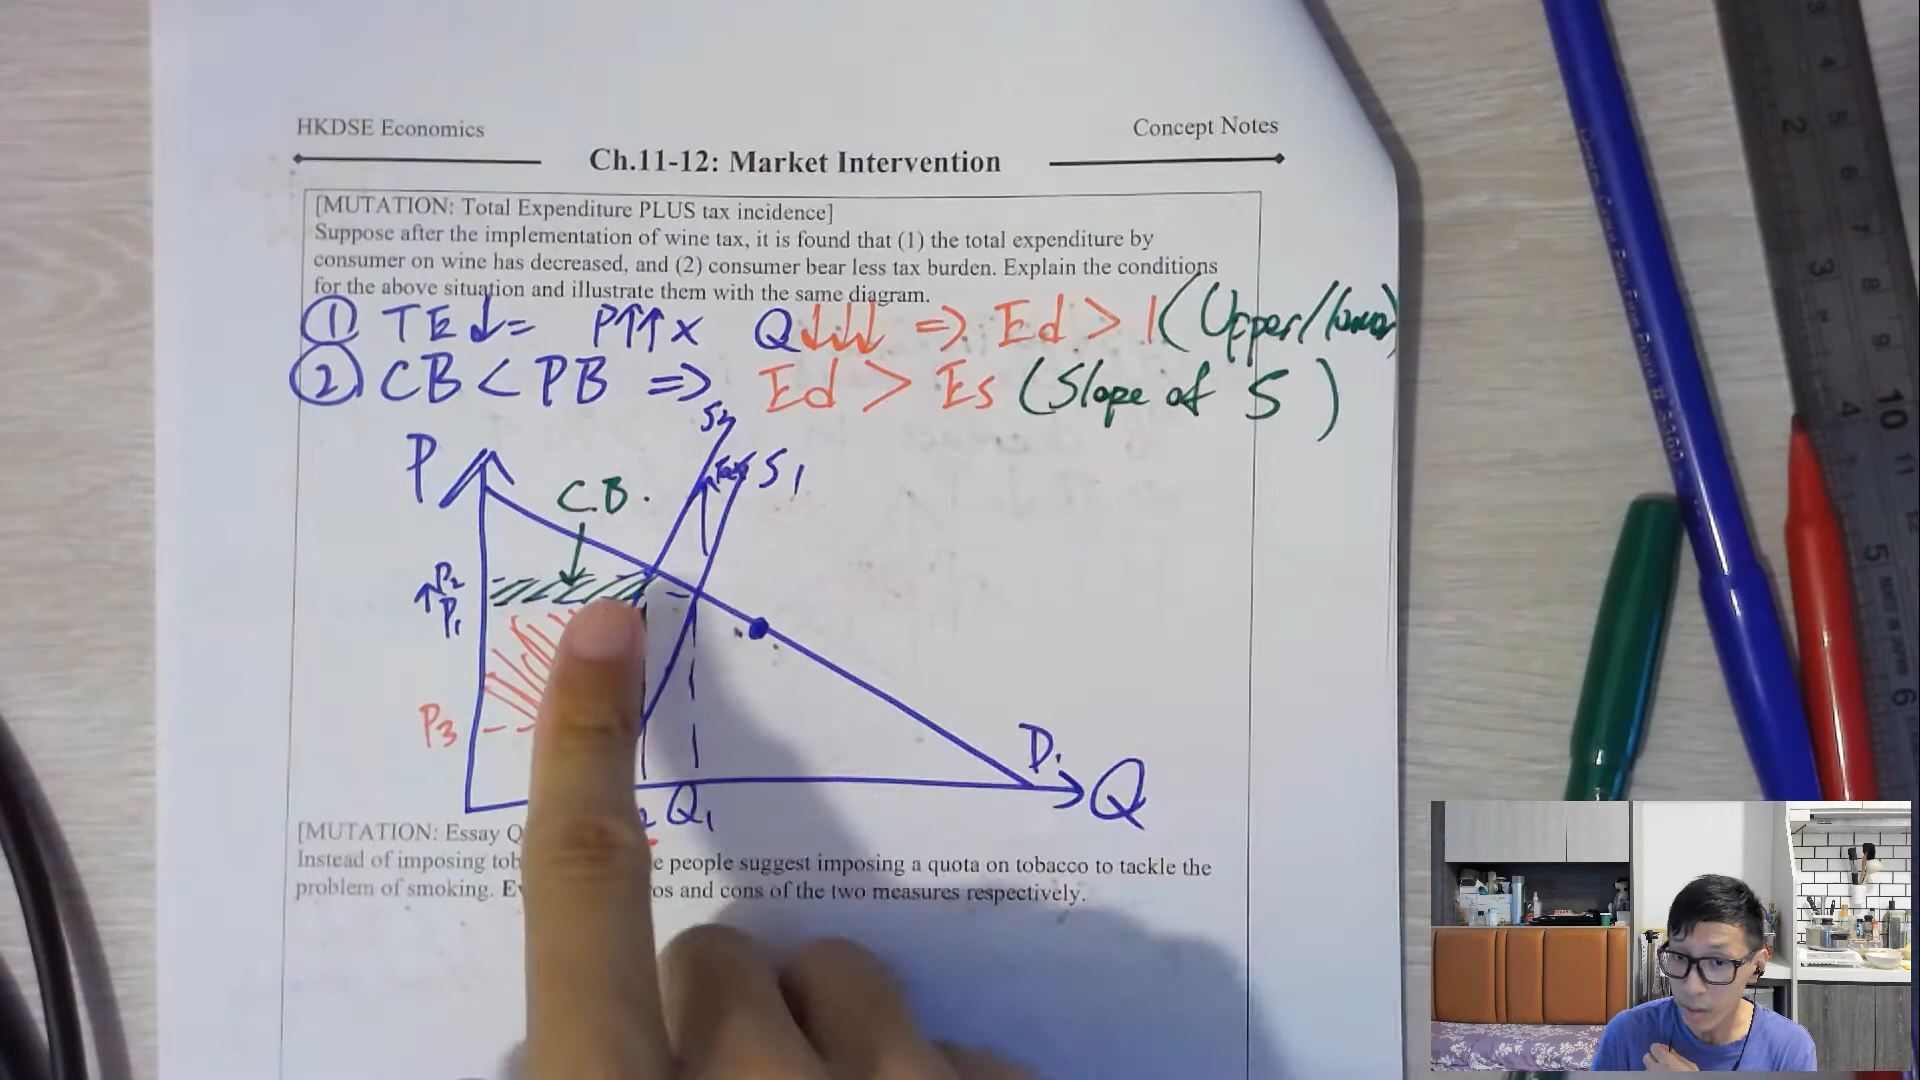 HKDSE Economics
Concept Notes
Ch.11-12: Market Intervention
[MUTATION: Total Expenditure PLUS tax incidence]
Suppose after the implementation of wine tax, it is found that (1) the total expenditure by
consumer on wine has decreased, and (2) consumer bear less tax burden. Explain the conditions
for the above situation and illustrate them with the same diagram.
① TE↓= P↑↑ x Q↓↓↓ => Ed > 1 (Upper/lower)
② CB < PB => Ed > Es (Slope of S)
P
S2
Tax
S1
C.B.
↑P2
P1
P3
D.
Q1
Q
[MUTATION: Essay Q
Instead of imposing tob e people suggest imposing a quota on tobacco to tackle the
problem of smoking. Ev os and cons of the two measures respectively.